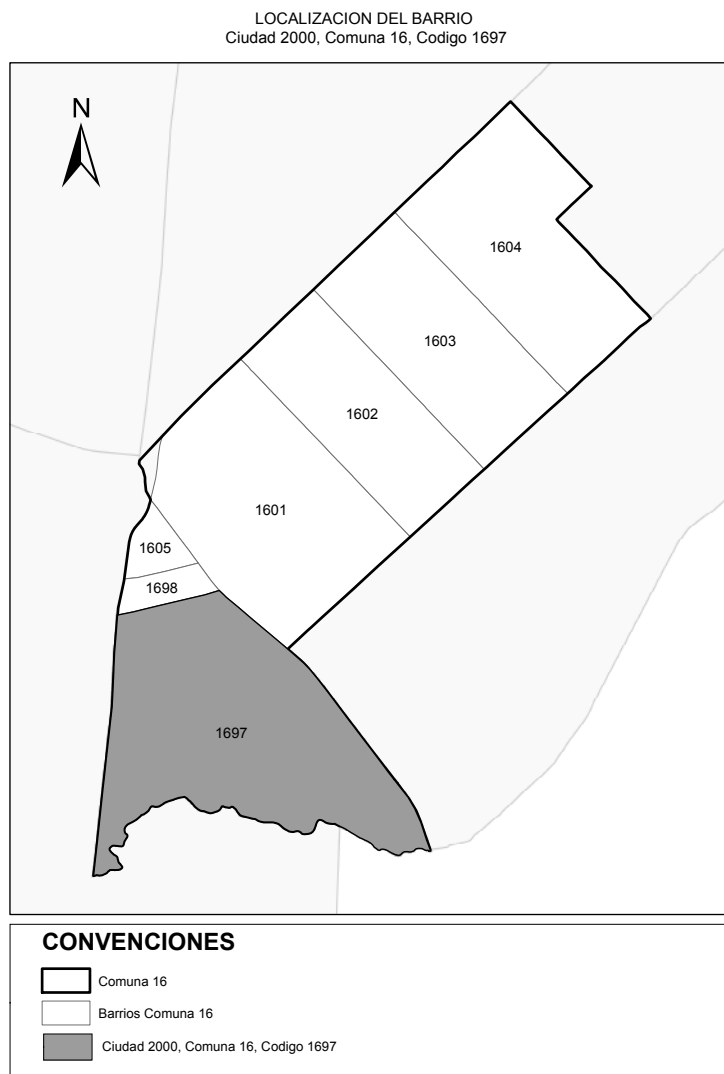 LOCALIZACION DEL BARRIO
Ciudad 2000, Comuna 16, Codigo 1697
N
1604
1603
1602
1601
1605
1698
1697
CONVENCIONES
Comuna 16
Barrios Comuna 16
Ciudad 2000, Comuna 16, Codigo 1697